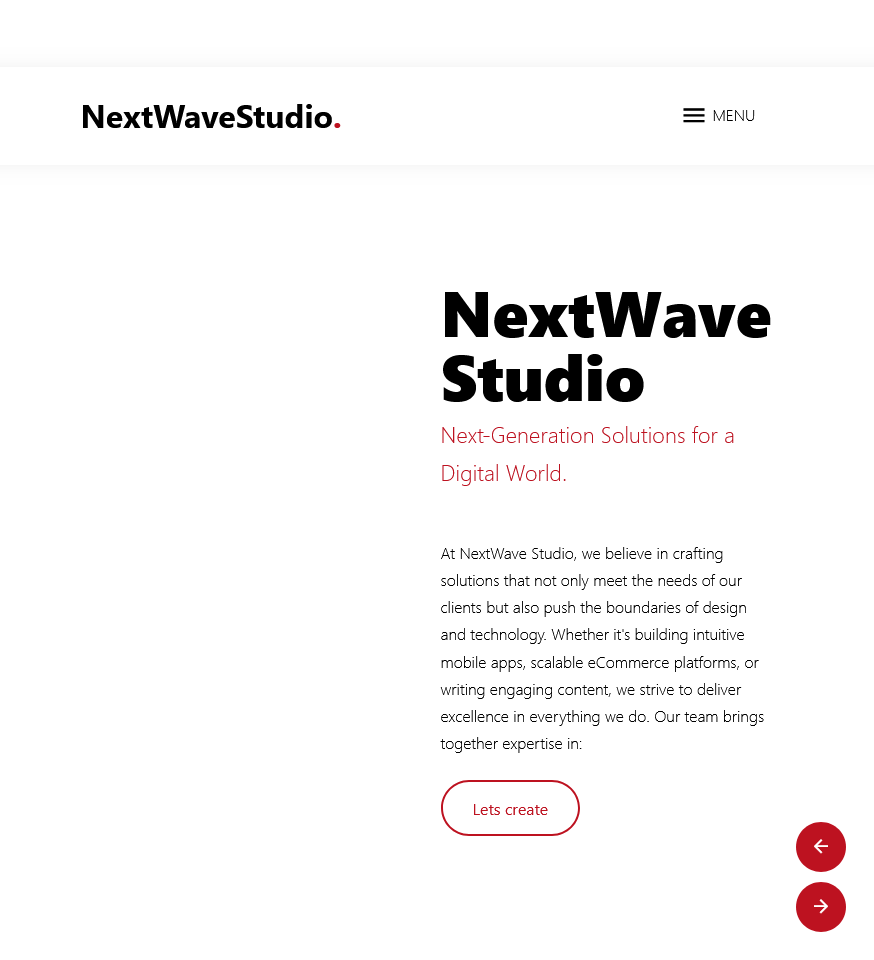 NextWaveStudio.
MENU
NextWave
Studio
Next-Generation Solutions for a
Digital World.
At NextWave Studio, we believe in crafting
solutions that not only meet the needs of our
clients but also push the boundaries of design
and technology. Whether it's building intuitive
mobile apps, scalable eCommerce platforms, or
writing engaging content, we strive to deliver
excellence in everything we do. Our team brings
together expertise in:
Lets create